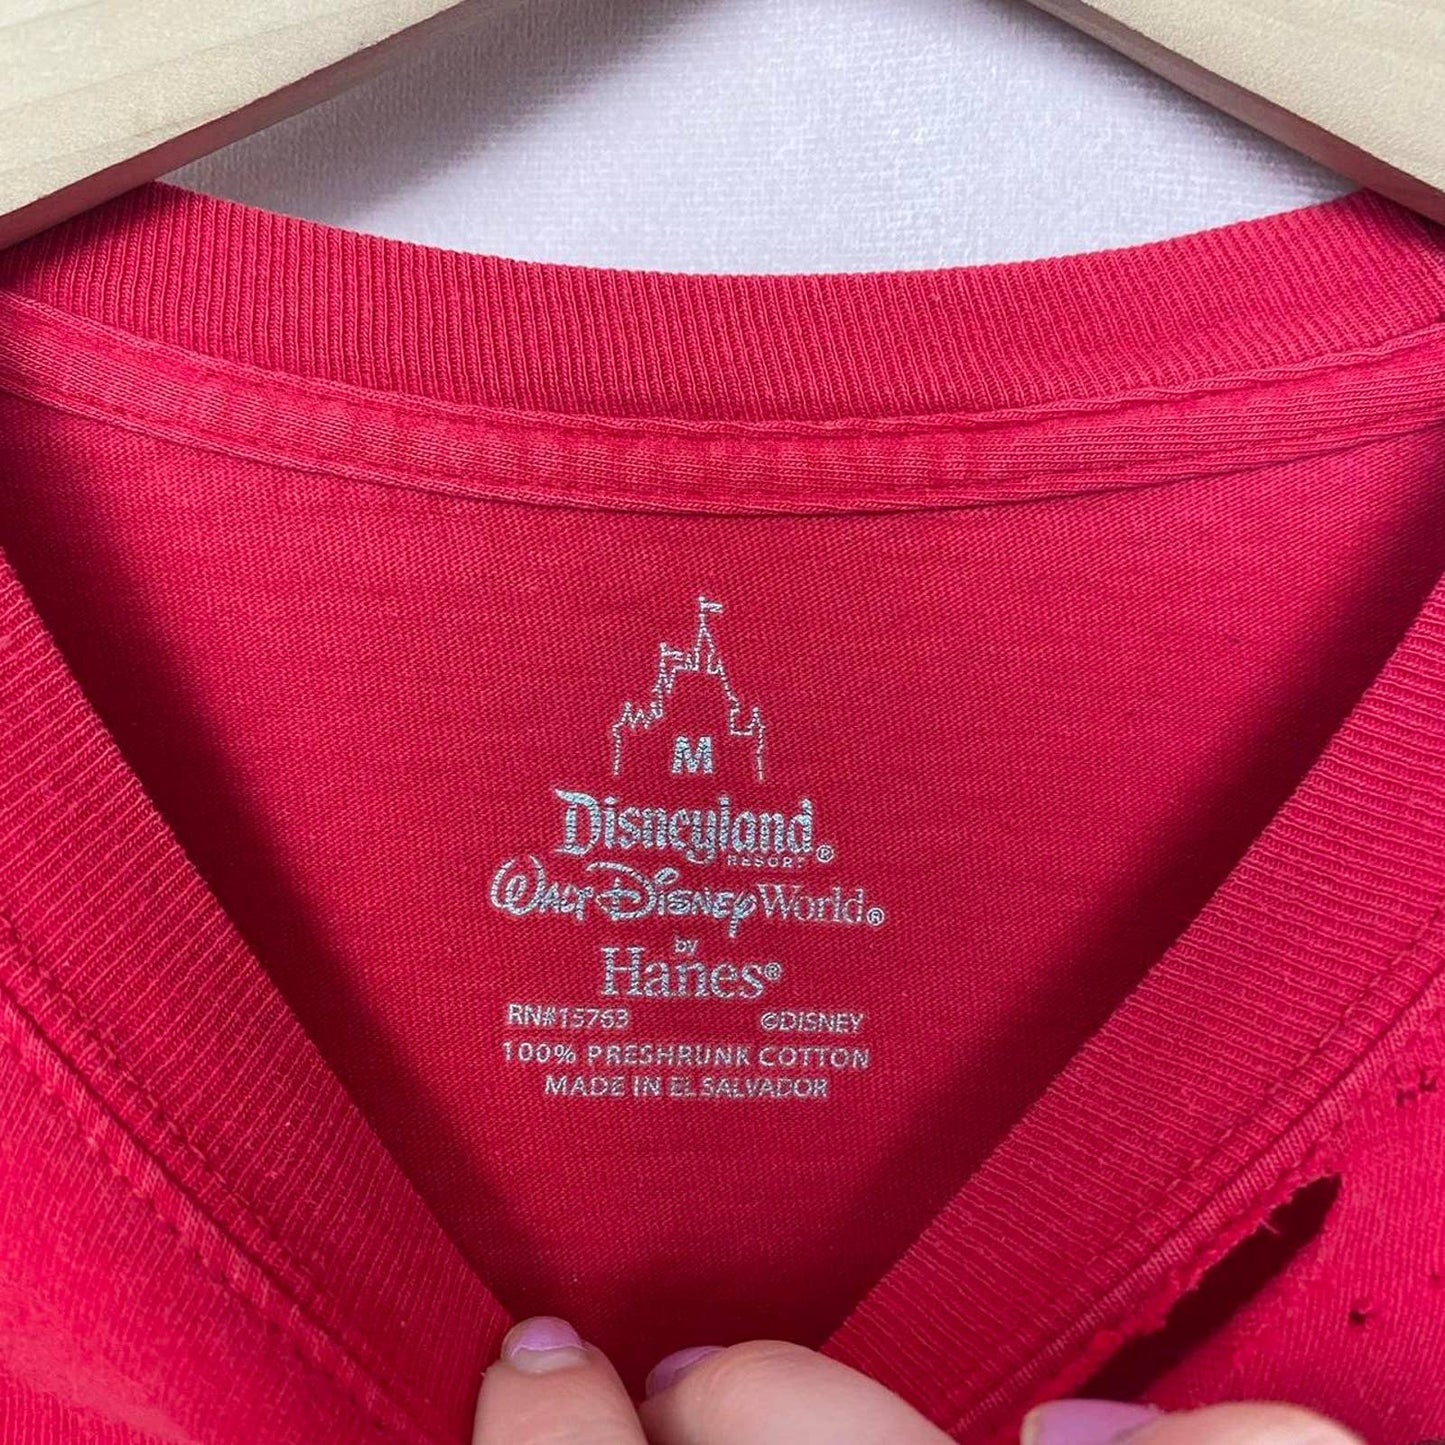 M
Disneyland®
RESORT
Walt Disney World®
by
Hanes®
RN#15763 ©DISNEY
100% PRESHRUNK COTTON
MADE IN EL SALVADOR